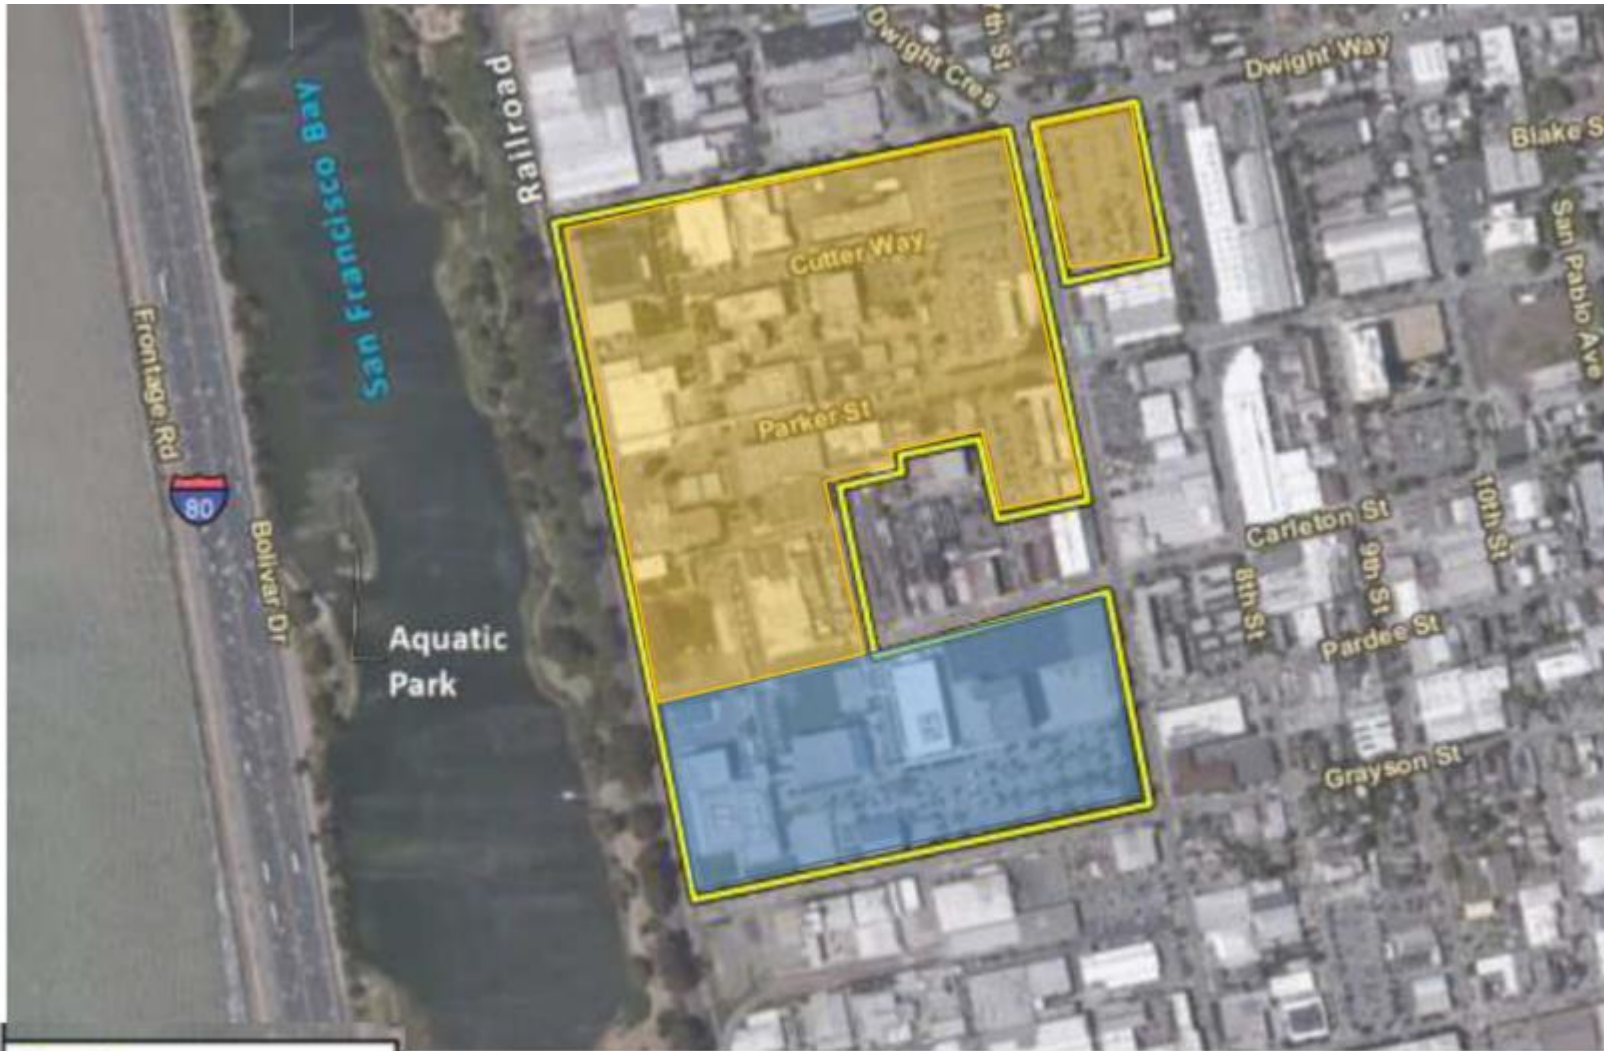 Dwight Cres
7th St
Dwight Way
Railroad
San Francisco Bay
Blake S
San Pablo Ave
Cutter Way
Frontage Rd
Parker St
80
Bolivar Dr
10th St
Carleton St
9th St
8th St
Aquatic
Park
Pardee St
Grayson St